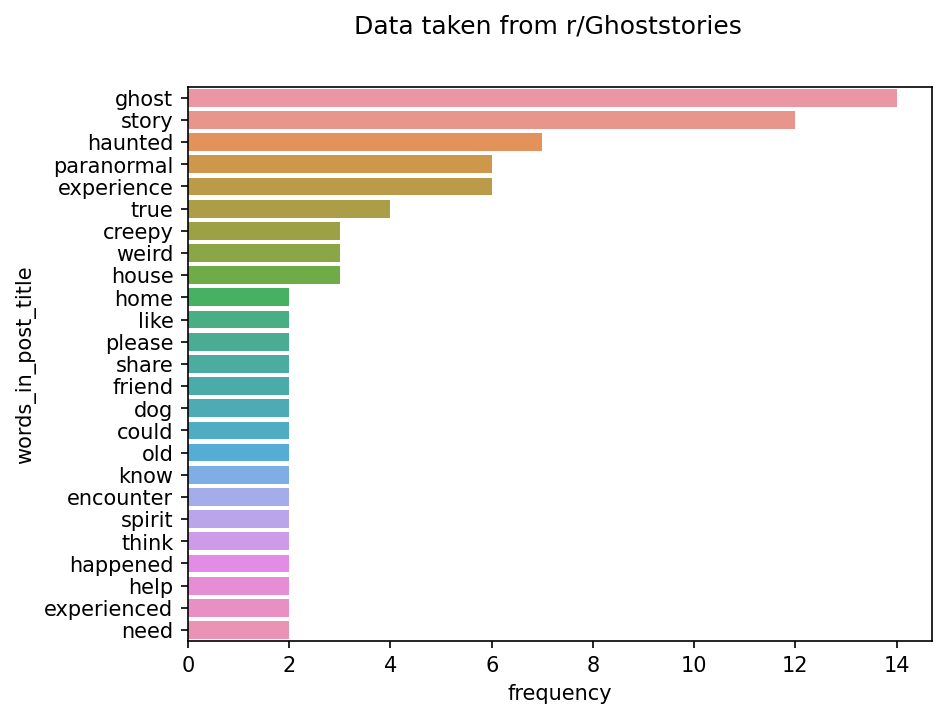 Data taken from r/Ghoststories
words_in_post_title
ghost
story
haunted
paranormal
experience
true
creepy
weird
house
home
like
please
share
friend
dog
could
old
know
encounter
spirit
think
happened
help
experienced
need
0 2 4 6 8 10 12 14
frequency